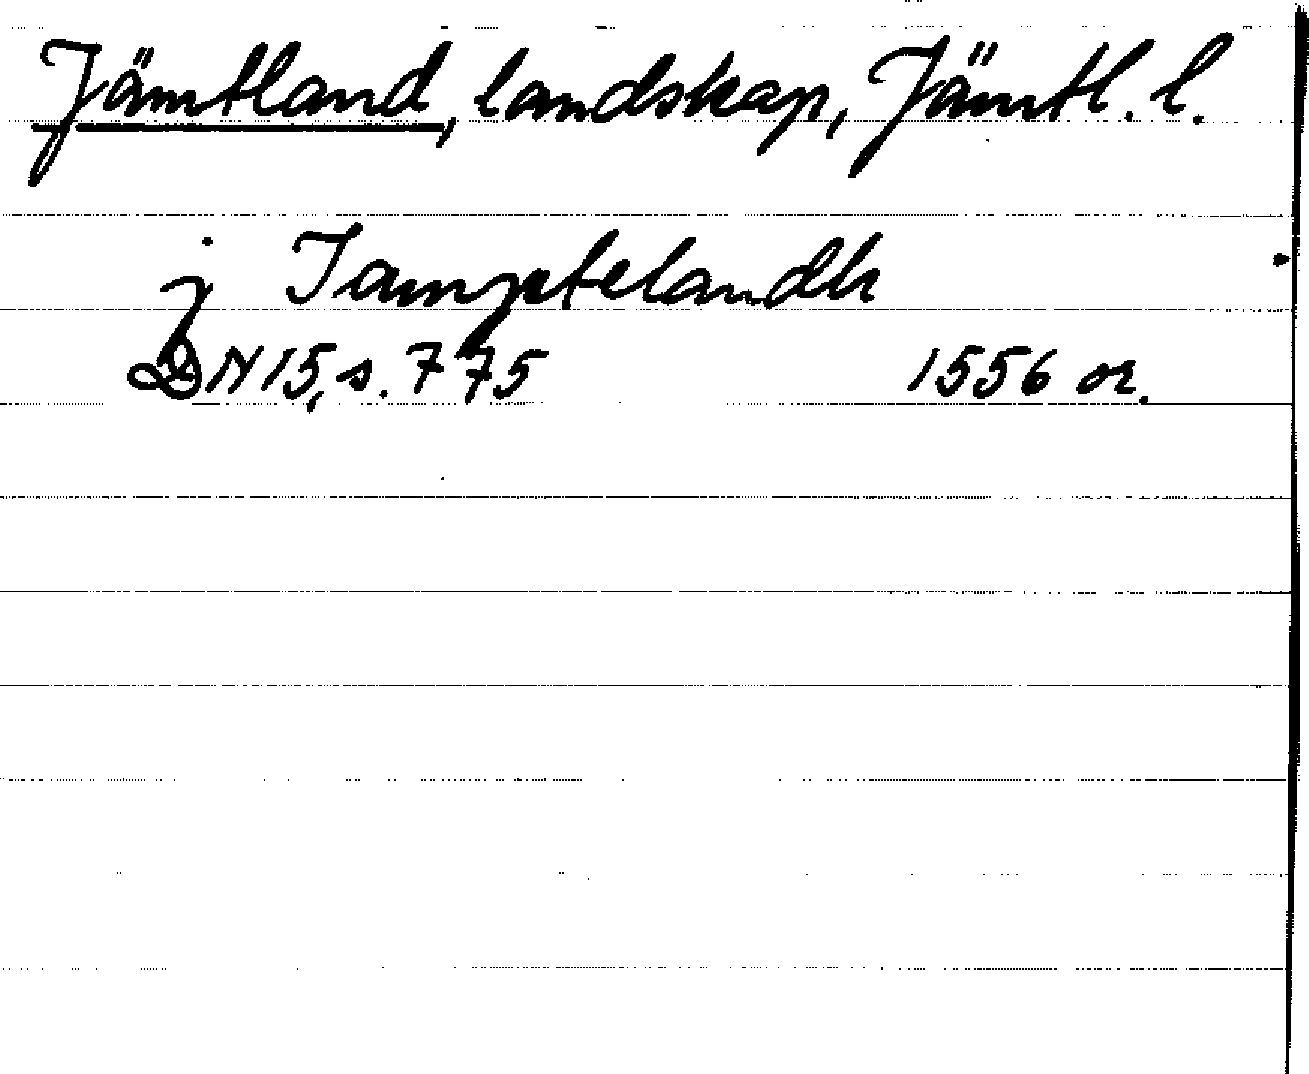 Jämtland, landskap, Jämtl. l.
j Jamptelandh
DN 15, s. 775 1556 or.